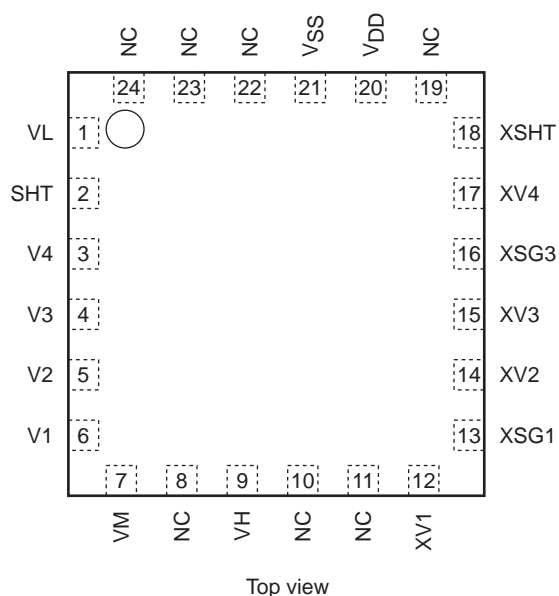 NC NC NC VSS VDD NC
24 23 22 21 20 19
VL 1 18 XSHT
SHT 2 17 XV4
V4 3 16 XSG3
V3 4 15 XV3
V2 5 14 XV2
V1 6 13 XSG1
7 8 9 10 11 12
VM NC VH NC NC XV1
Top view